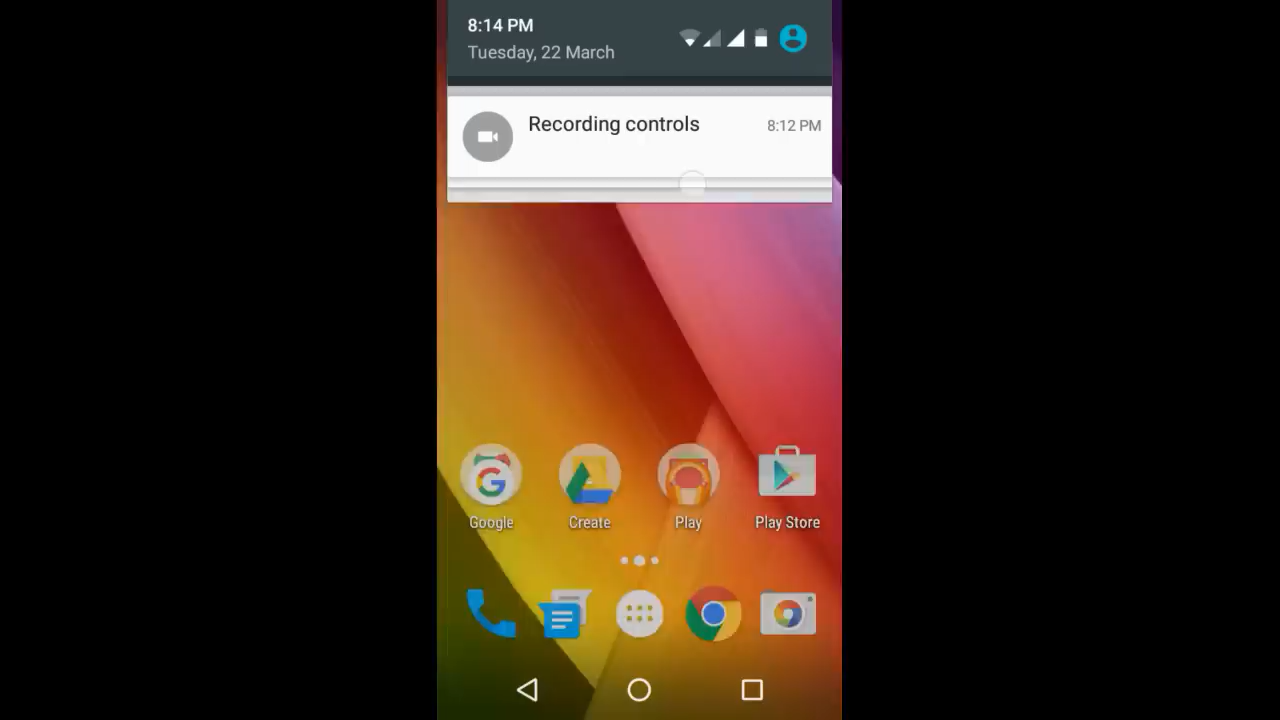 8:14 PM
Tuesday, 22 March
Recording controls
8:12 PM
Google
Create
Play
Play Store